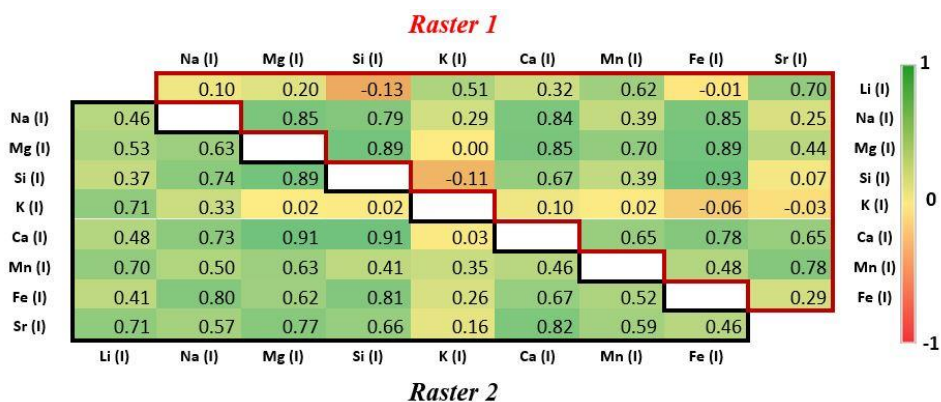 Raster 1
Na (I) Mg (I) Si (I) K (I) Ca (I) Mn (I) Fe (I) Sr (I)
0.10 0.20 -0.13 0.51 0.32 0.62 -0.01 0.70 Li (I)
Na (I) 0.46 0.85 0.79 0.29 0.84 0.39 0.85 0.25 Na (I)
Mg (I) 0.53 0.63 0.89 0.00 0.85 0.70 0.89 0.44 Mg (I)
Si (I) 0.37 0.74 0.89 -0.11 0.67 0.39 0.93 0.07 Si (I)
K (I) 0.71 0.33 0.02 0.02 0.10 0.02 -0.06 -0.03 K (I)
Ca (I) 0.48 0.73 0.91 0.91 0.03 0.65 0.78 0.65 Ca (I)
Mn (I) 0.70 0.50 0.63 0.41 0.35 0.46 0.48 0.78 Mn (I)
Fe (I) 0.41 0.80 0.62 0.81 0.26 0.67 0.52 0.29 Fe (I)
Sr (I) 0.71 0.57 0.77 0.66 0.16 0.82 0.59 0.46
Li (I) Na (I) Mg (I) Si (I) K (I) Ca (I) Mn (I) Fe (I)
Raster 2
1
0
-1